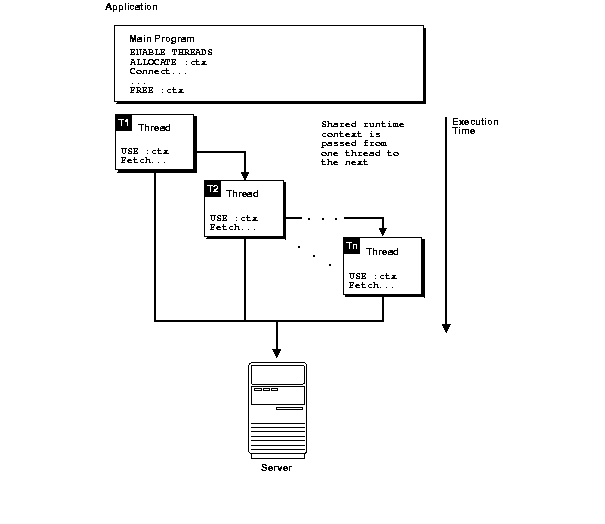 Application
Main Program
ENABLE THREADS
ALLOCATE :ctx
Connect...
...
FREE :ctx
T1 Thread
USE :ctx
Fetch...
Shared runtime
context is
passed from
one thread to
the next
Execution
Time
T2 Thread
USE :ctx
Fetch...
Tn Thread
USE :ctx
Fetch...
Server